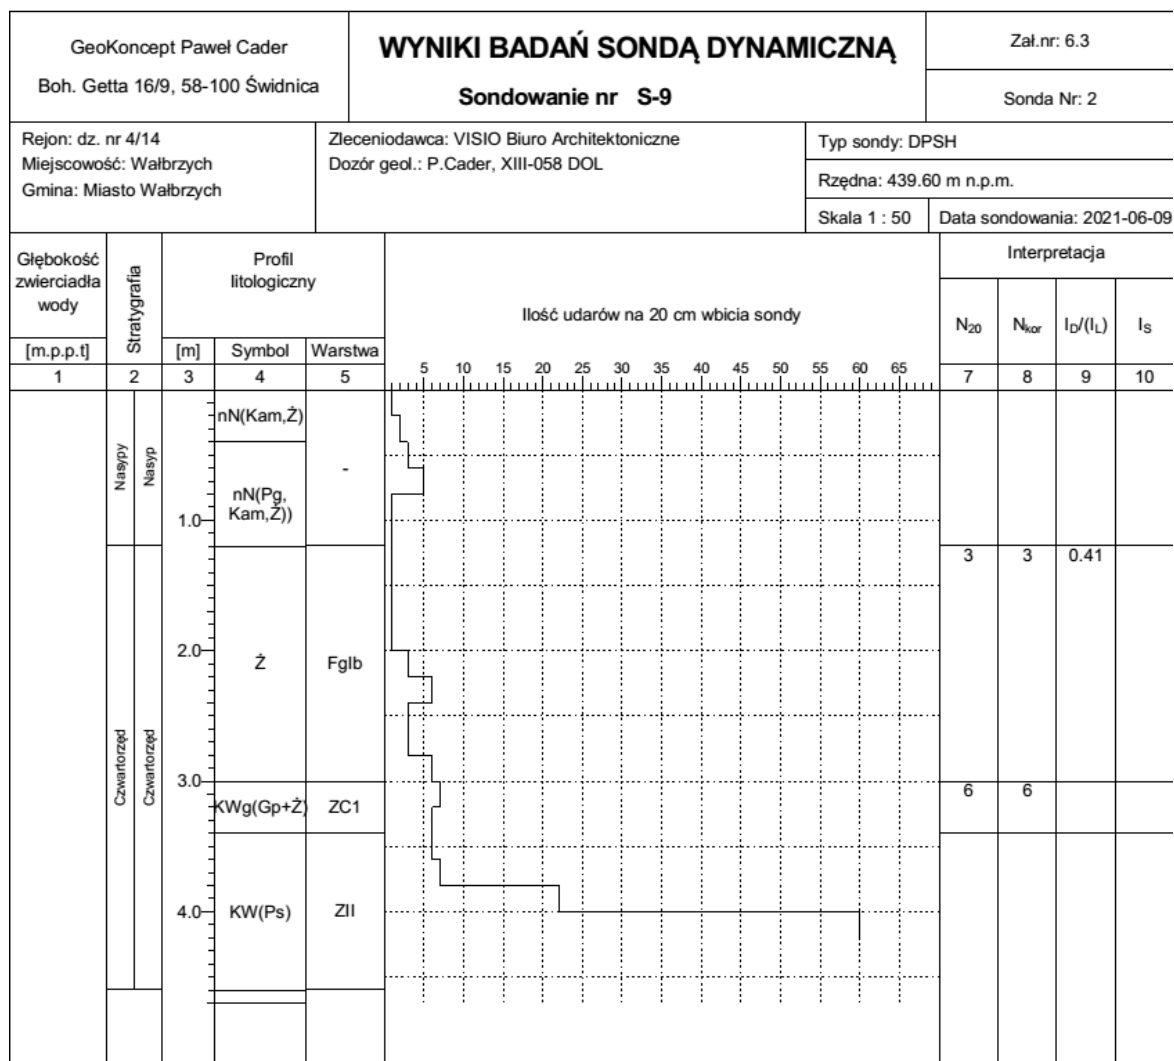 GeoKoncept Paweł Cader
Boh. Getta 16/9, 58-100 Świdnica
WYNIKI BADAŃ SONDĄ DYNAMICZNĄ
Sondowanie nr S-9
Zał.nr: 6.3
Sonda Nr: 2
Rejon: dz. nr 4/14
Miejscowość: Wałbrzych
Gmina: Miasto Wałbrzych
Zleceniodawca: VISIO Biuro Architektoniczne
Dozór geol.: P.Cader, XIII-058 DOL
Typ sondy: DPSH
Rzędna: 439.60 m n.p.m.
Skala 1 : 50
Data sondowania: 2021-06-09
Głębokość
zwierciadła
wody
[m.p.p.t]
Stratygrafia
Profil
litologiczny
[m] Symbol Warstwa
Ilość udarów na 20 cm wbicia sondy
5 10 15 20 25 30 35 40 45 50 55 60 65
Interpretacja
N20 Nkor ID/(IL) IS
1 2 3 4 5 7 8 9 10
Nasypy
Nasyp
nN(Kam,Ż)
-
nN(Pg,
Kam,Ż))
1.0
3 3 0.41
2.0 Ż FgIb
Czwartorzęd
Czwartorzęd
3.0
KWg(Gp+Ż) ZC1
6 6
4.0 KW(Ps) ZII